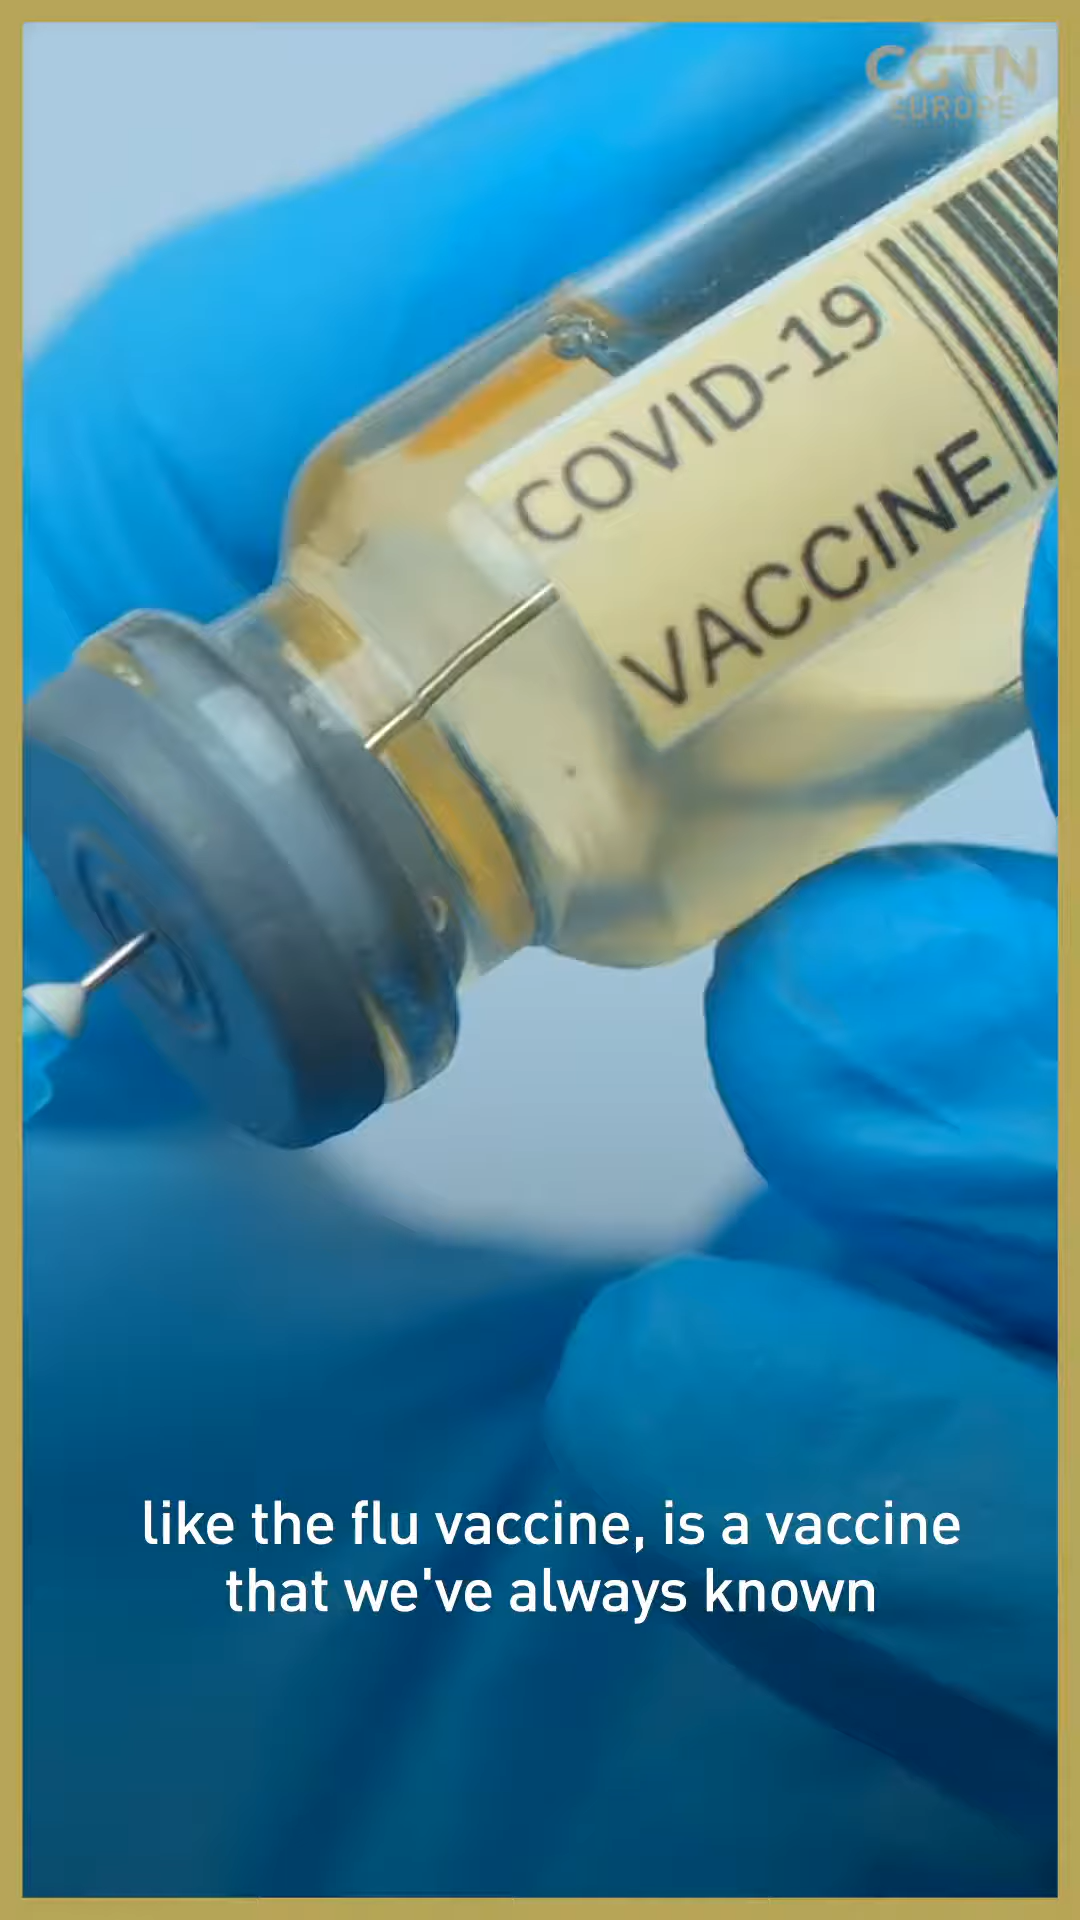 CGTN
EUROPE
COVID-19
VACCINE
like the flu vaccine, is a vaccine
that we've always known